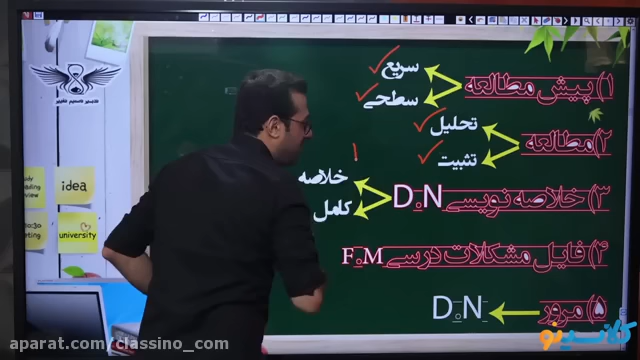 ۱) پیش مطالعه
سریع
سطحی
۲) مطالعه
تحلیل
تثبیت
۳) خلاصه نویسی D.N
خلاصه
کامل
۴) فایل مشکلات درسی F.M
۵) مرور D.N
idea
university
کلاسینو
aparat.com/classino_com